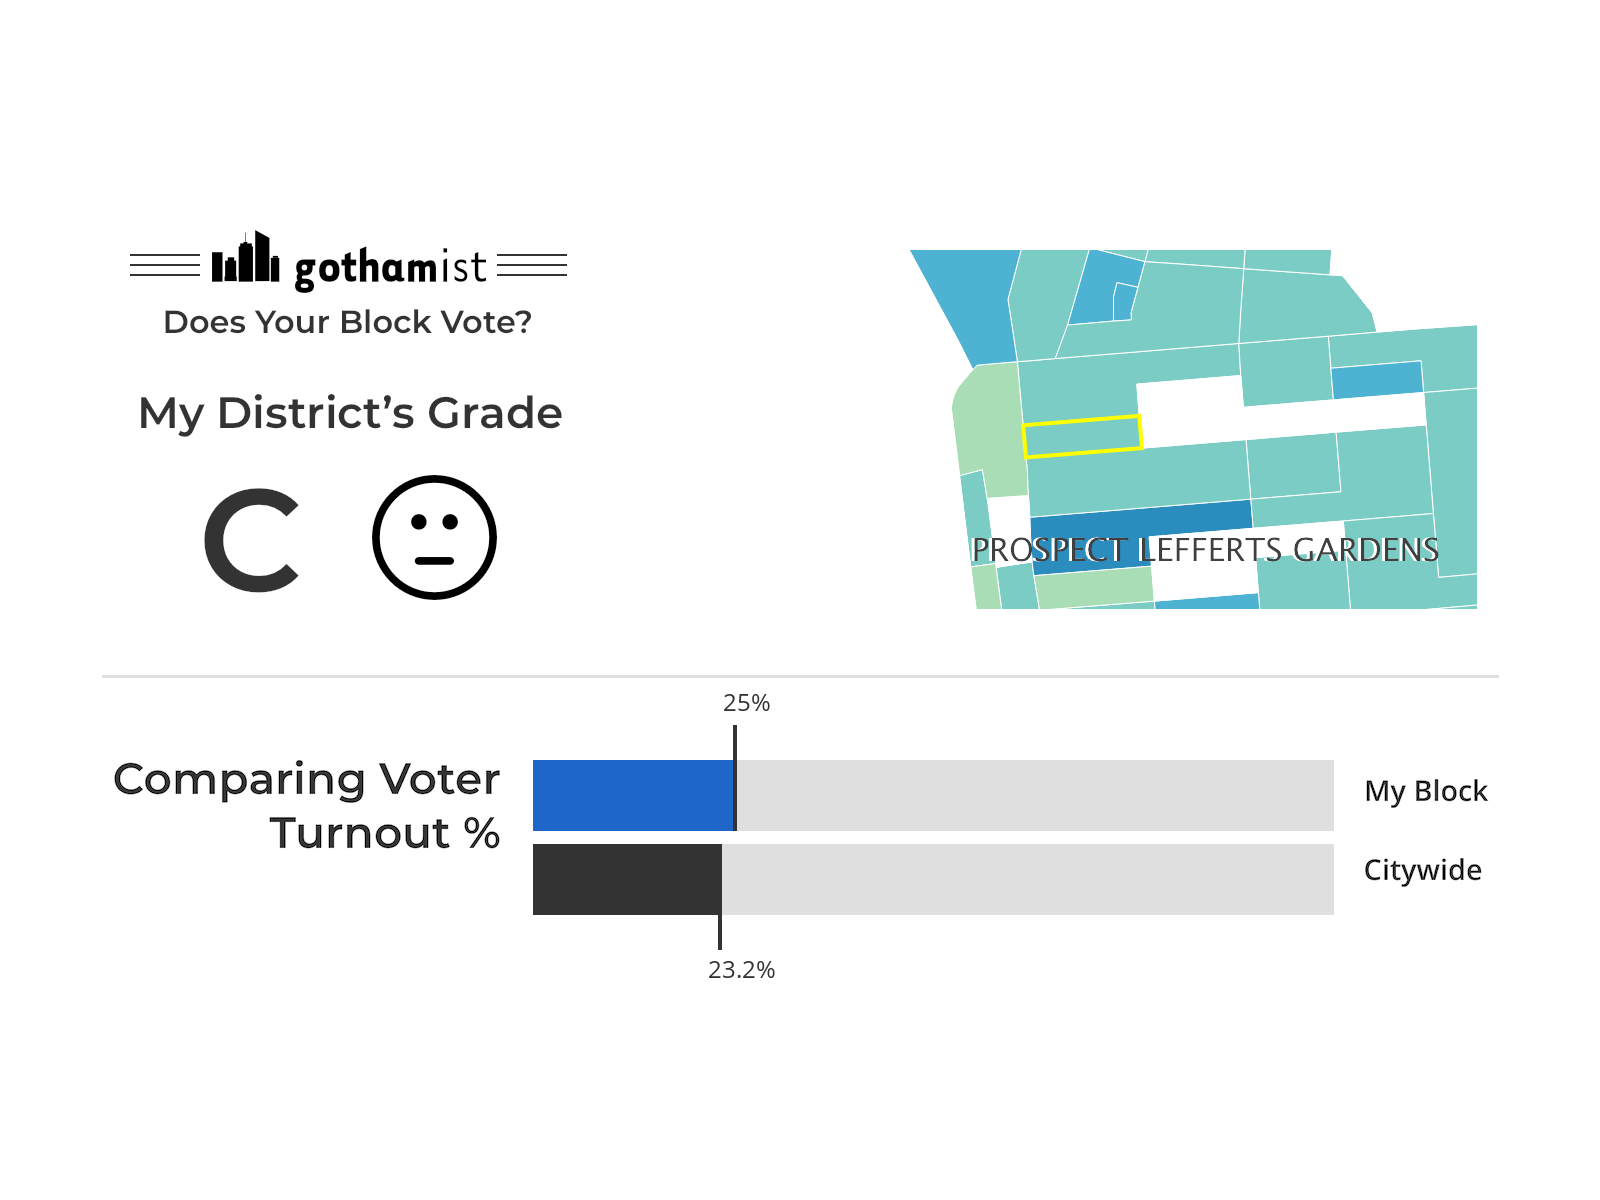 gothamist
Does Your Block Vote?
My District’s Grade
C
PROSPECT LEFFERTS GARDENS
25%
Comparing Voter
Turnout %
My Block
Citywide
23.2%